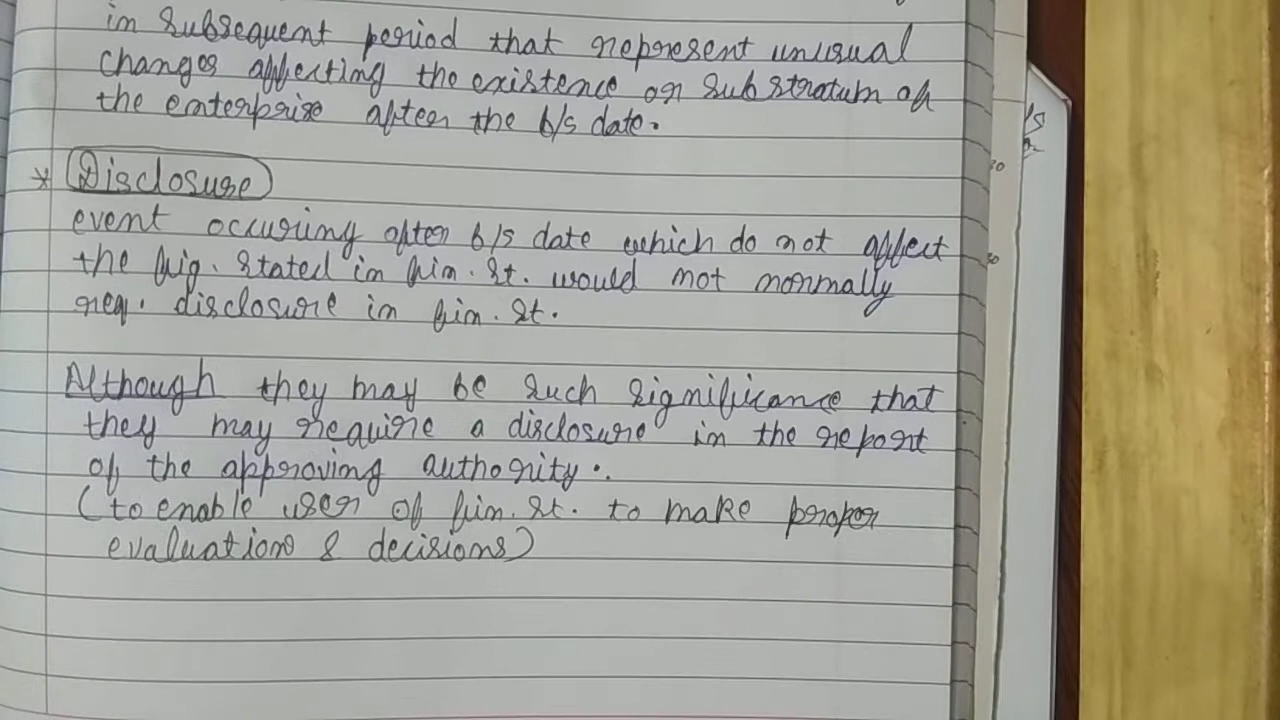 in subsequent period that represent unusual
changes affecting the existence or substratum of
the enterprise after the b/s date.
* Disclosure
event occuring after b/s date which do not affect
the fig. stated in fin. st. would not normally
req. disclosure in fin. st.
Although they may be such significance that
they may require a disclosure in the report
of the approving authority.
(to enable user of fin. st. to make proper
evaluations & decisions)